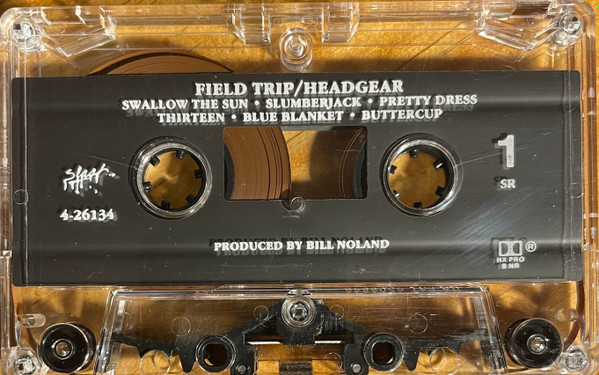 FIELD TRIP/HEADGEAR
SWALLOW THE SUN • SLUMBERJACK • PRETTY DRESS
THIRTEEN • BLUE BLANKET • BUTTERCUP
1
SR
Slash
4-26134
PRODUCED BY BILL NOLAND
®
HX PRO
B NR